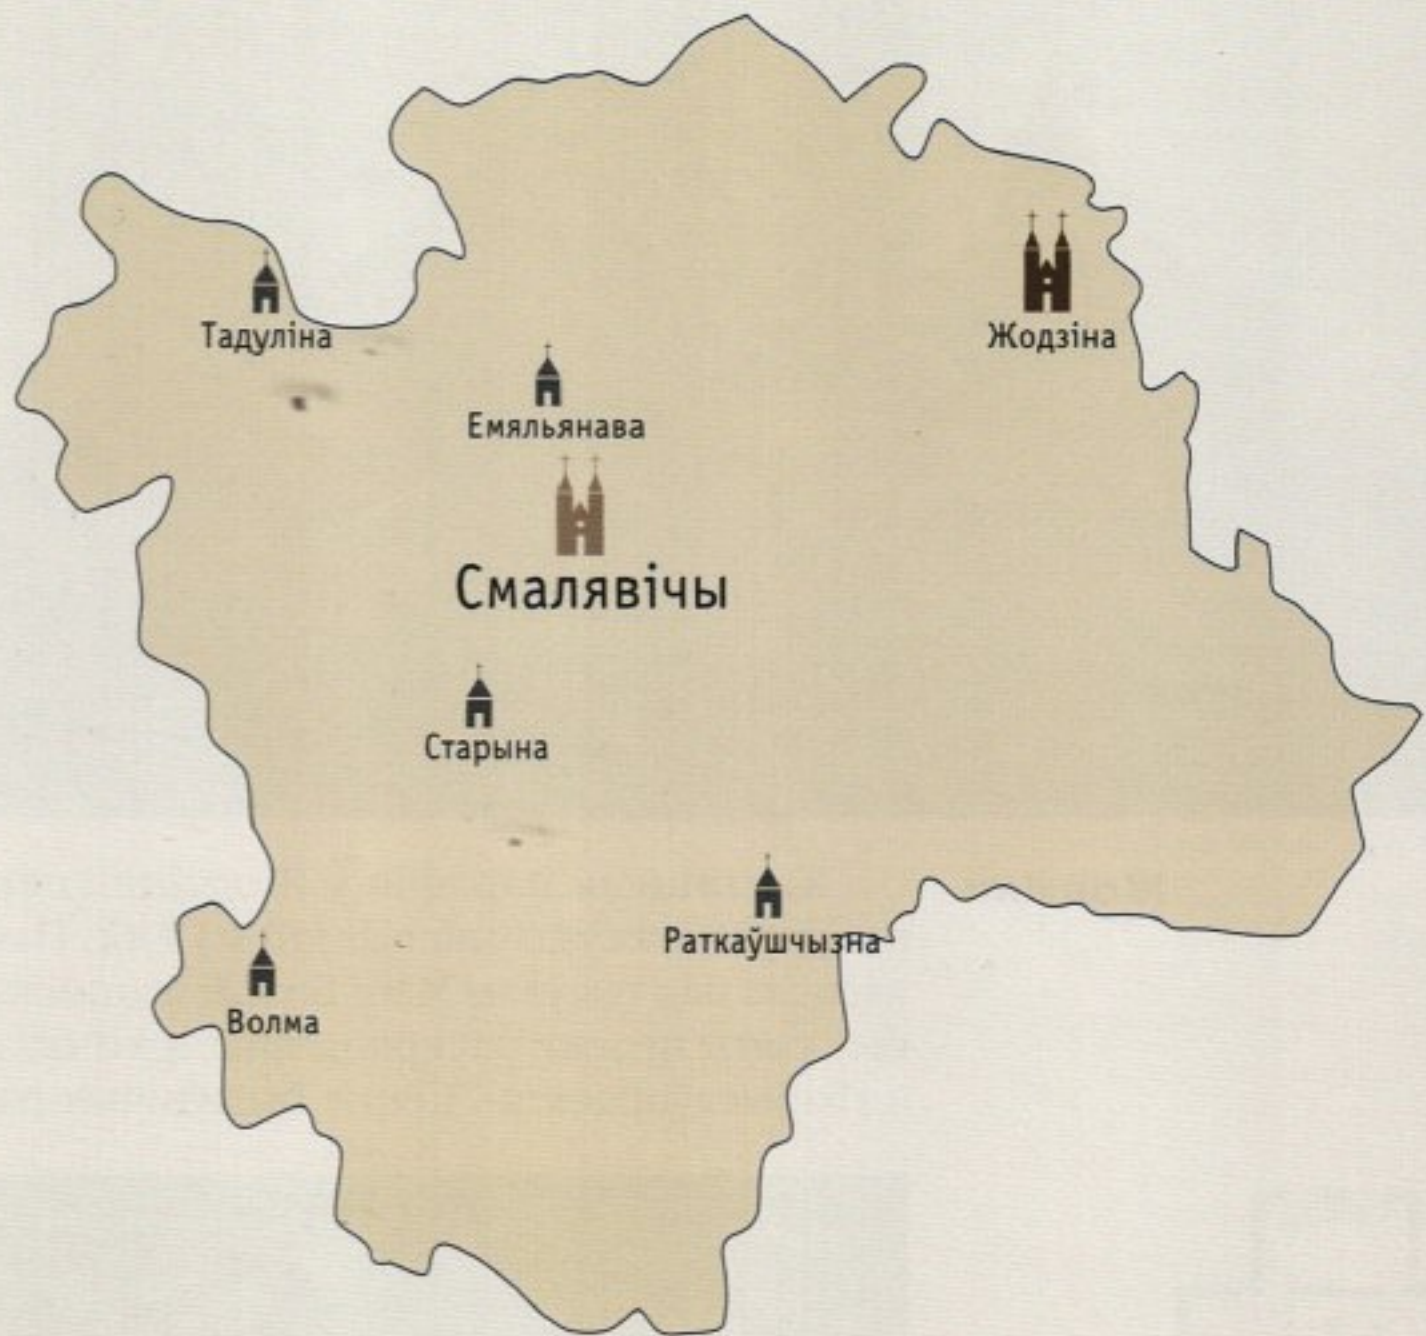 Тадуліна
Жодзіна
Емяльянава
Смалявічы
Старына
Раткаўшчызна
Волма